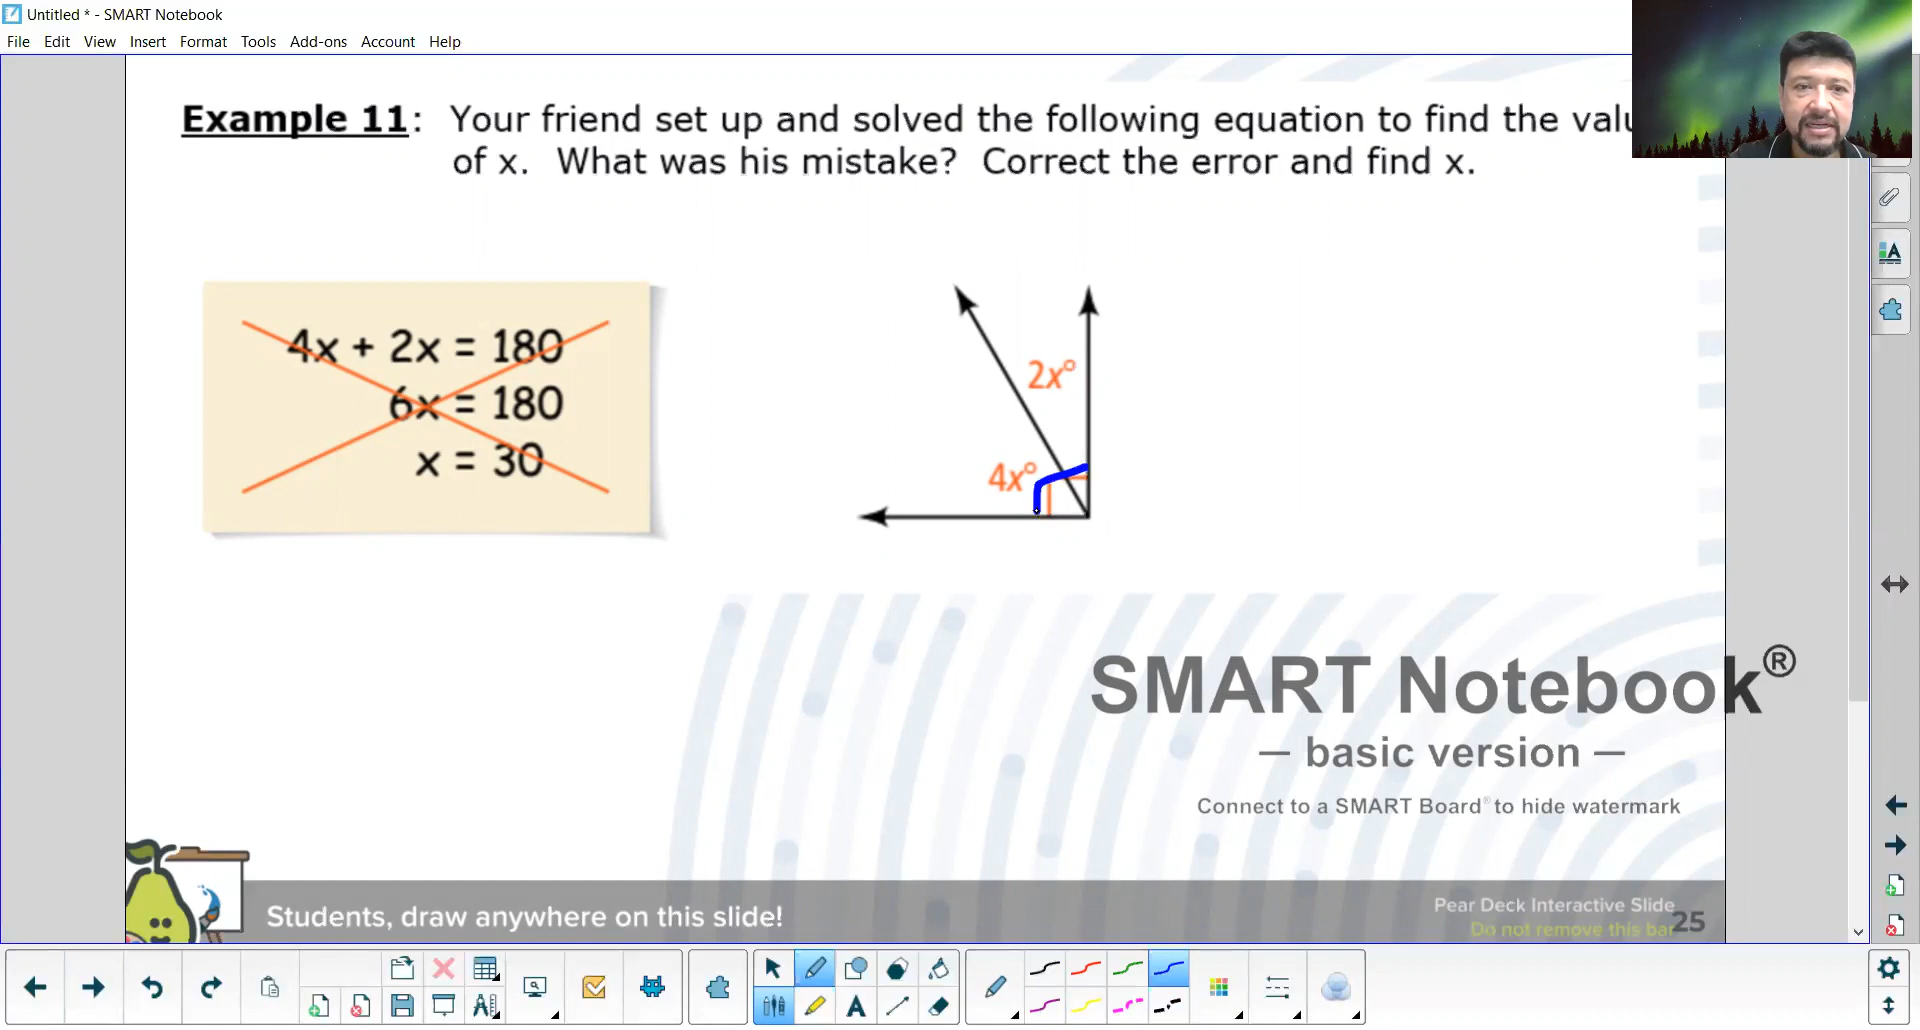 Untitled * - SMART Notebook
File Edit View Insert Format Tools Add-ons Account Help
Example 11: Your friend set up and solved the following equation to find the valu
of x. What was his mistake? Correct the error and find x.
4x + 2x = 180
6x = 180
x = 30
2x°
4x°
SMART Notebook®
— basic version —
Connect to a SMART Board® to hide watermark
Students, draw anywhere on this slide!
Pear Deck Interactive Slide
Do not remove this bar
25